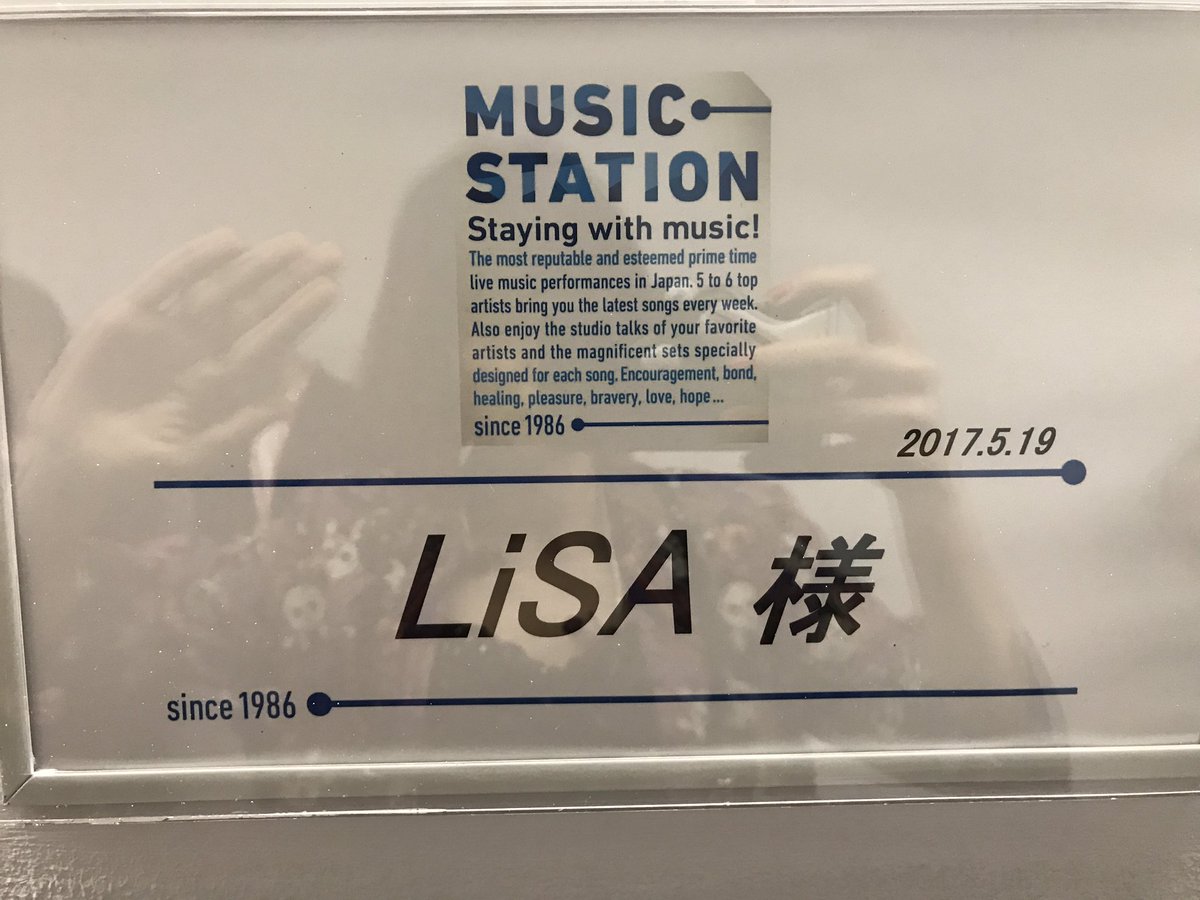 MUSIC
STATION
Staying with music!
The most reputable and esteemed prime time
live music performances in Japan. 5 to 6 top
artists bring you the latest songs every week.
Also enjoy the studio talks of your favorite
artists and the magnificent sets specially
designed for each song. Encouragement, bond,
healing, pleasure, bravery, love, hope...
since 1986
2017.5.19
LiSA 様
since 1986